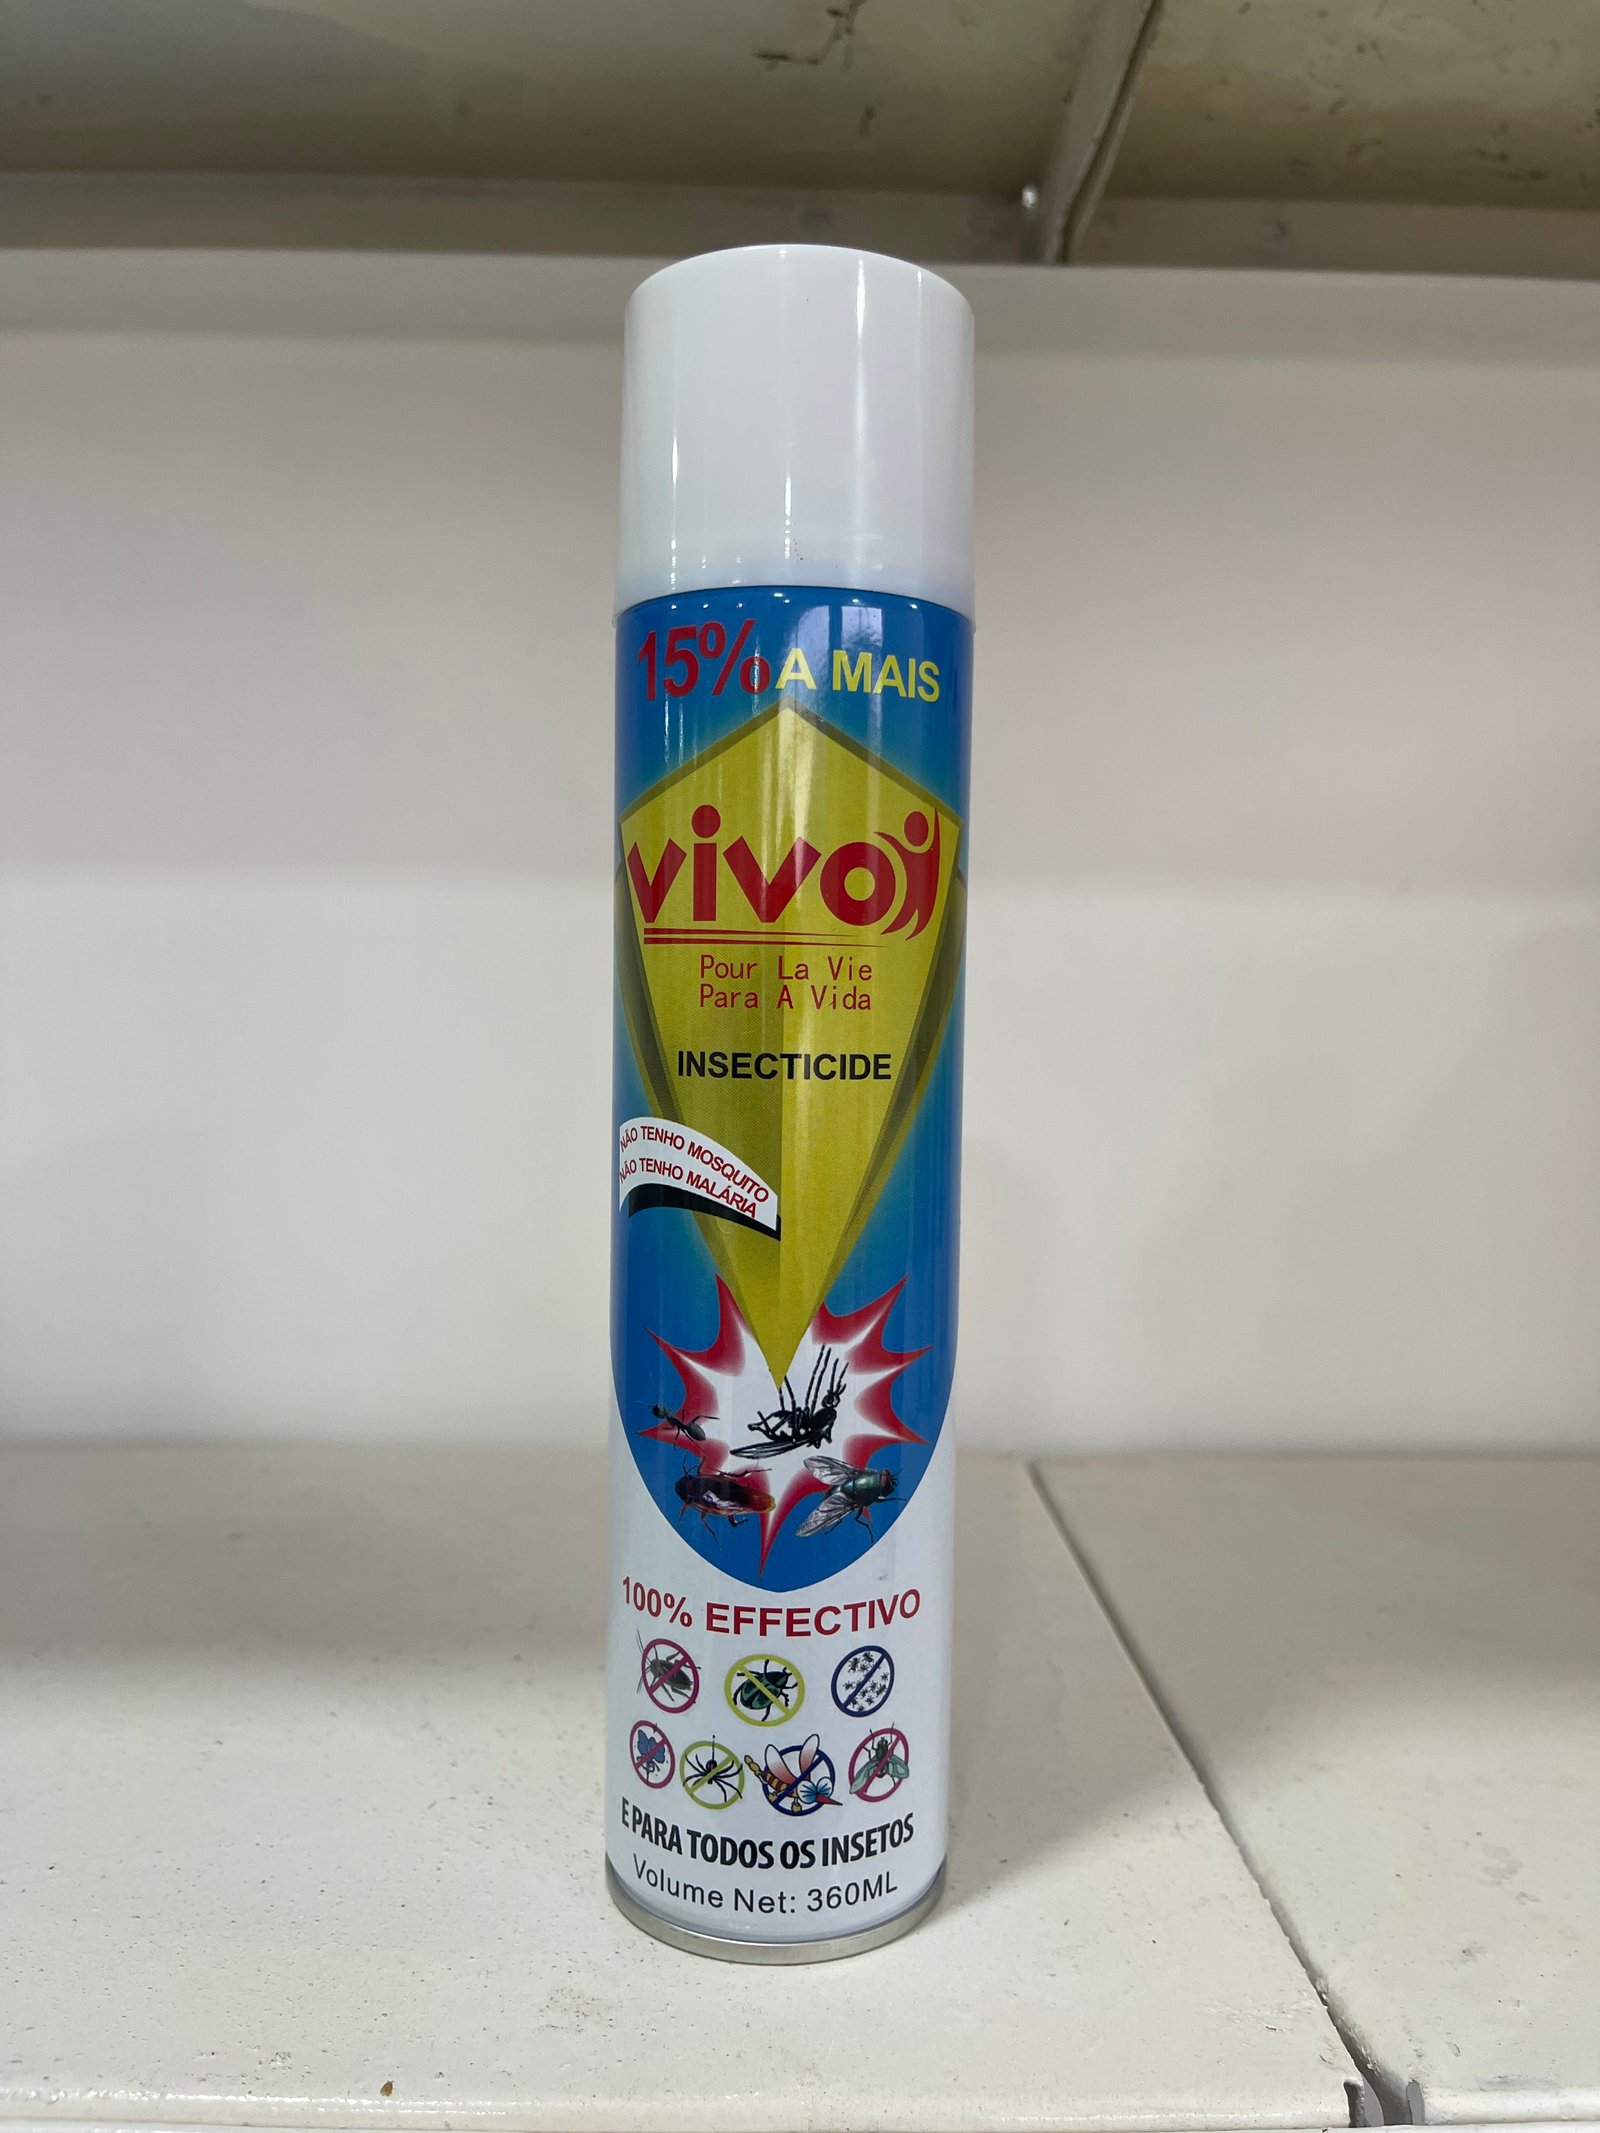 15% A MAIS
vivo
Pour La Vie
Para A Vida
INSECTICIDE
NÃO TENHO MOSQUITO
NÃO TENHO MALÁRIA
100% EFFECTIVO
E PARA TODOS OS INSETOS
Volume Net: 360ML